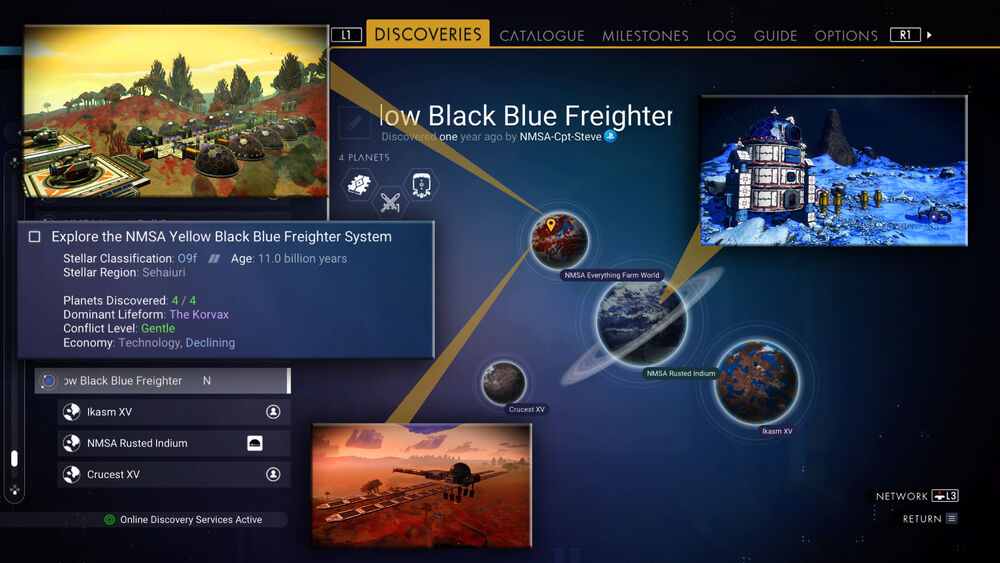 L1 DISCOVERIES CATALOGUE MILESTONES LOG GUIDE OPTIONS R1
low Black Blue Freighter
Discovered one year ago by NMSA-Cpt-Steve
4 PLANETS
Explore the NMSA Yellow Black Blue Freighter System
Stellar Classification: O9f /// Age: 11.0 billion years
Stellar Region: Sehaiuri
Planets Discovered: 4 / 4
Dominant Lifeform: The Korvax
Conflict Level: Gentle
Economy: Technology, Declining
NMSA Everything Farm World
NMSA Rusted Indium
Crucest XV
Ikasm XV
ow Black Blue Freighter N
Ikasm XV
NMSA Rusted Indium
Crucest XV
Online Discovery Services Active
NETWORK L3
RETURN